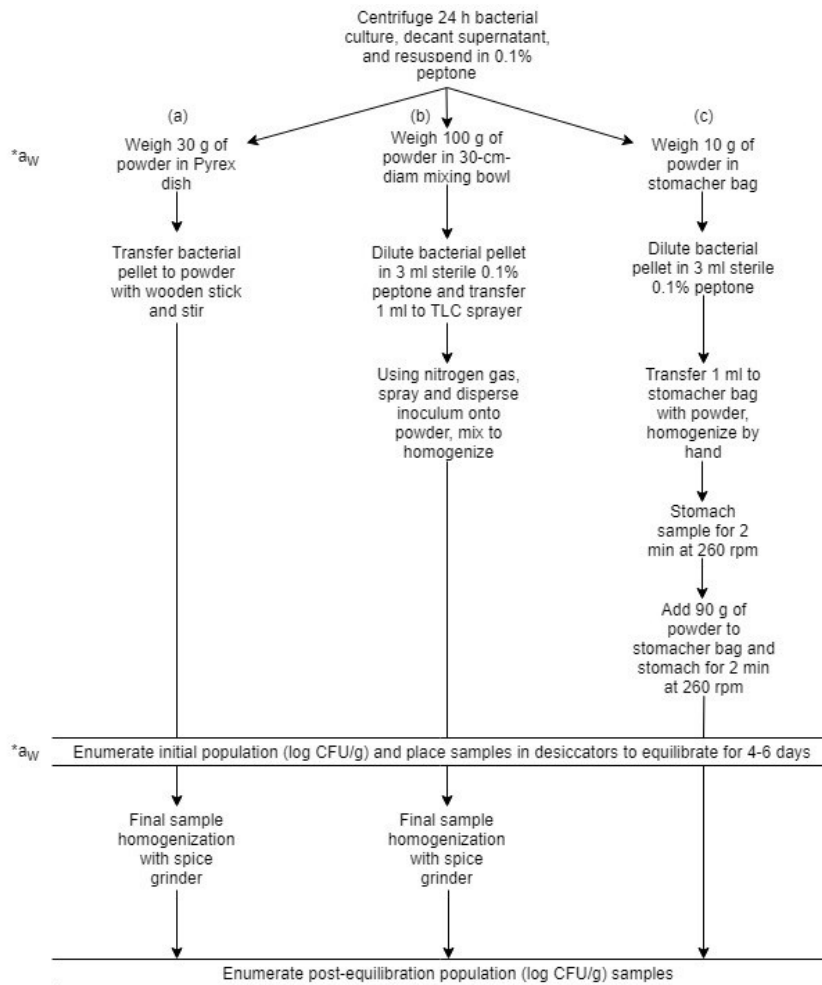 Centrifuge 24 h bacterial
culture, decant supernatant,
and resuspend in 0.1%
peptone
(a)
Weigh 30 g of
powder in Pyrex
dish
(b)
Weigh 100 g of
powder in 30-cm-
diam mixing bowl
(c)
Weigh 10 g of
powder in
stomacher bag
*aw
Transfer bacterial
pellet to powder
with wooden stick
and stir
Dilute bacterial pellet
in 3 ml sterile 0.1%
peptone and transfer
1 ml to TLC sprayer
Dilute bacterial
pellet in 3 ml sterile
0.1% peptone
Using nitrogen gas,
spray and disperse
inoculum onto
powder, mix to
homogenize
Transfer 1 ml to
stomacher bag
with powder,
homogenize by
hand
Stomach
sample for 2
min at 260 rpm
Add 90 g of
powder to
stomacher bag and
stomach for 2 min
at 260 rpm
*aw
Enumerate initial population (log CFU/g) and place samples in desiccators to equilibrate for 4-6 days
Final sample
homogenization
with spice
grinder
Final sample
homogenization
with spice
grinder
Enumerate post-equilibration population (log CFU/g) samples